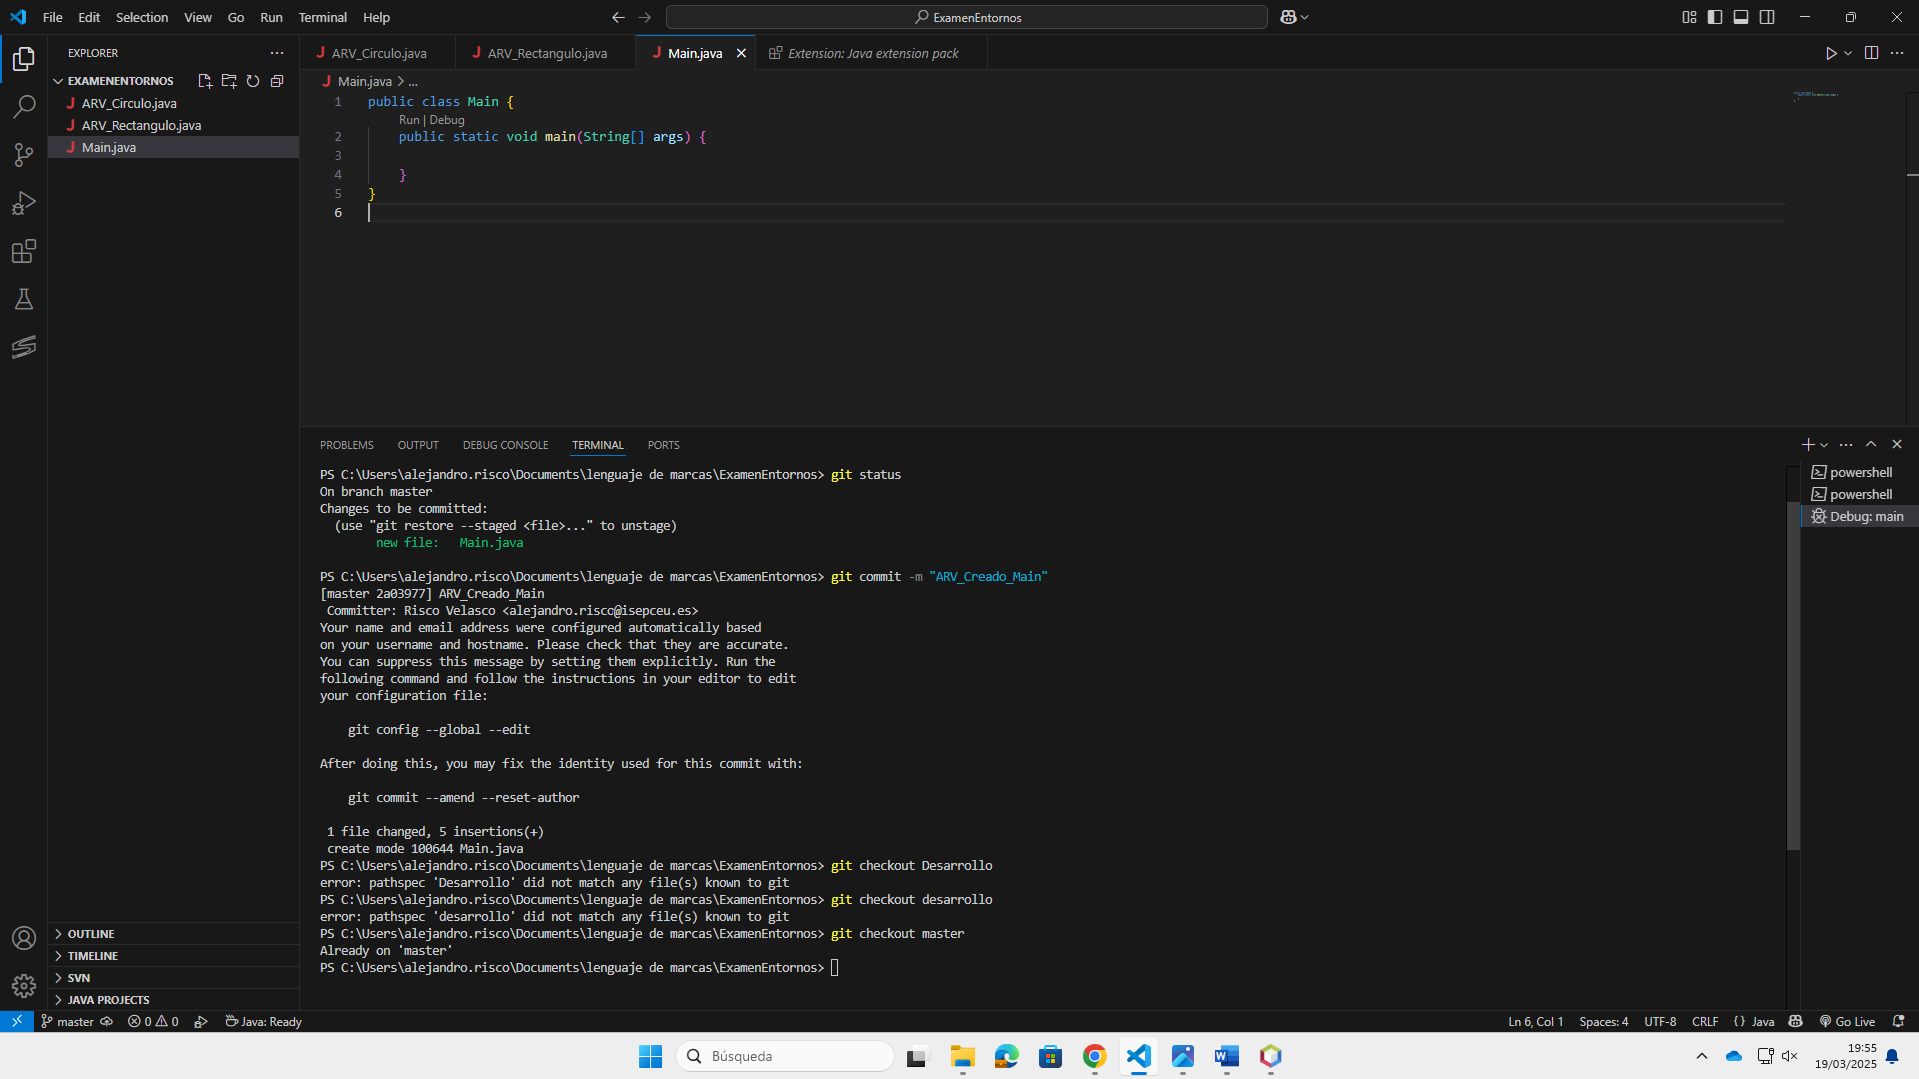 File Edit Selection View Go Run Terminal Help
ExamenEntornos
EXPLORER
EXAMENENTORNOS
ARV_Circulo.java
ARV_Rectangulo.java
Main.java
OUTLINE
TIMELINE
SVN
JAVA PROJECTS
ARV_Circulo.java ARV_Rectangulo.java Main.java Extension: Java extension pack
Main.java > ...
1 public class Main {
Run | Debug
2 public static void main(String[] args) {
3
4 }
5 }
6
PROBLEMS OUTPUT DEBUG CONSOLE TERMINAL PORTS
PS C:\Users\alejandro.risco\Documents\lenguaje de marcas\ExamenEntornos> git status
On branch master
Changes to be committed:
(use "git restore --staged <file>..." to unstage)
new file: Main.java
PS C:\Users\alejandro.risco\Documents\lenguaje de marcas\ExamenEntornos> git commit -m "ARV_Creado_Main"
[master 2a03977] ARV_Creado_Main
Committer: Risco Velasco <alejandro.risco@isepceu.es>
Your name and email address were configured automatically based
on your username and hostname. Please check that they are accurate.
You can suppress this message by setting them explicitly. Run the
following command and follow the instructions in your editor to edit
your configuration file:
git config --global --edit
After doing this, you may fix the identity used for this commit with:
git commit --amend --reset-author
1 file changed, 5 insertions(+)
create mode 100644 Main.java
PS C:\Users\alejandro.risco\Documents\lenguaje de marcas\ExamenEntornos> git checkout Desarrollo
error: pathspec 'Desarrollo' did not match any file(s) known to git
PS C:\Users\alejandro.risco\Documents\lenguaje de marcas\ExamenEntornos> git checkout desarrollo
error: pathspec 'desarrollo' did not match any file(s) known to git
PS C:\Users\alejandro.risco\Documents\lenguaje de marcas\ExamenEntornos> git checkout master
Already on 'master'
PS C:\Users\alejandro.risco\Documents\lenguaje de marcas\ExamenEntornos>
powershell
powershell
Debug: main
master 0 0 Java: Ready Ln 6, Col 1 Spaces: 4 UTF-8 CRLF {} Java Go Live
Búsqueda
19:55
19/03/2025